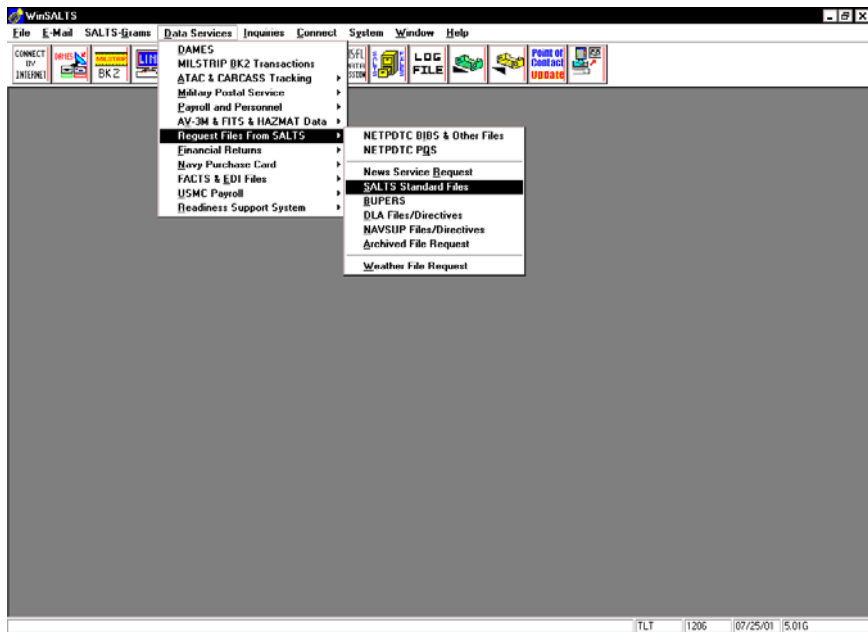 WinSALTS
File E-Mail SALTS-Grams Data Services Inquiries Connect System Window Help
CONNECT BY INTERNET
DAMES
MILSTRIP BK2
LOG FILE
Point of Contact Update
DAMES
MILSTRIP BK2 Transactions
ATAC & CARCASS Tracking
Military Postal Service
Payroll and Personnel
AV-3M & FITS & HAZMAT Data
Request Files From SALTS
Financial Returns
Navy Purchase Card
FACTS & EDI Files
USMC Payroll
Readiness Support System
NETPDTC BIBS & Other Files
NETPDTC PQS
News Service Request
SALTS Standard Files
BUPERS
DLA Files/Directives
NAVSUP Files/Directives
Archived File Request
Weather File Request
TLT 1206 07/25/01 5.01G